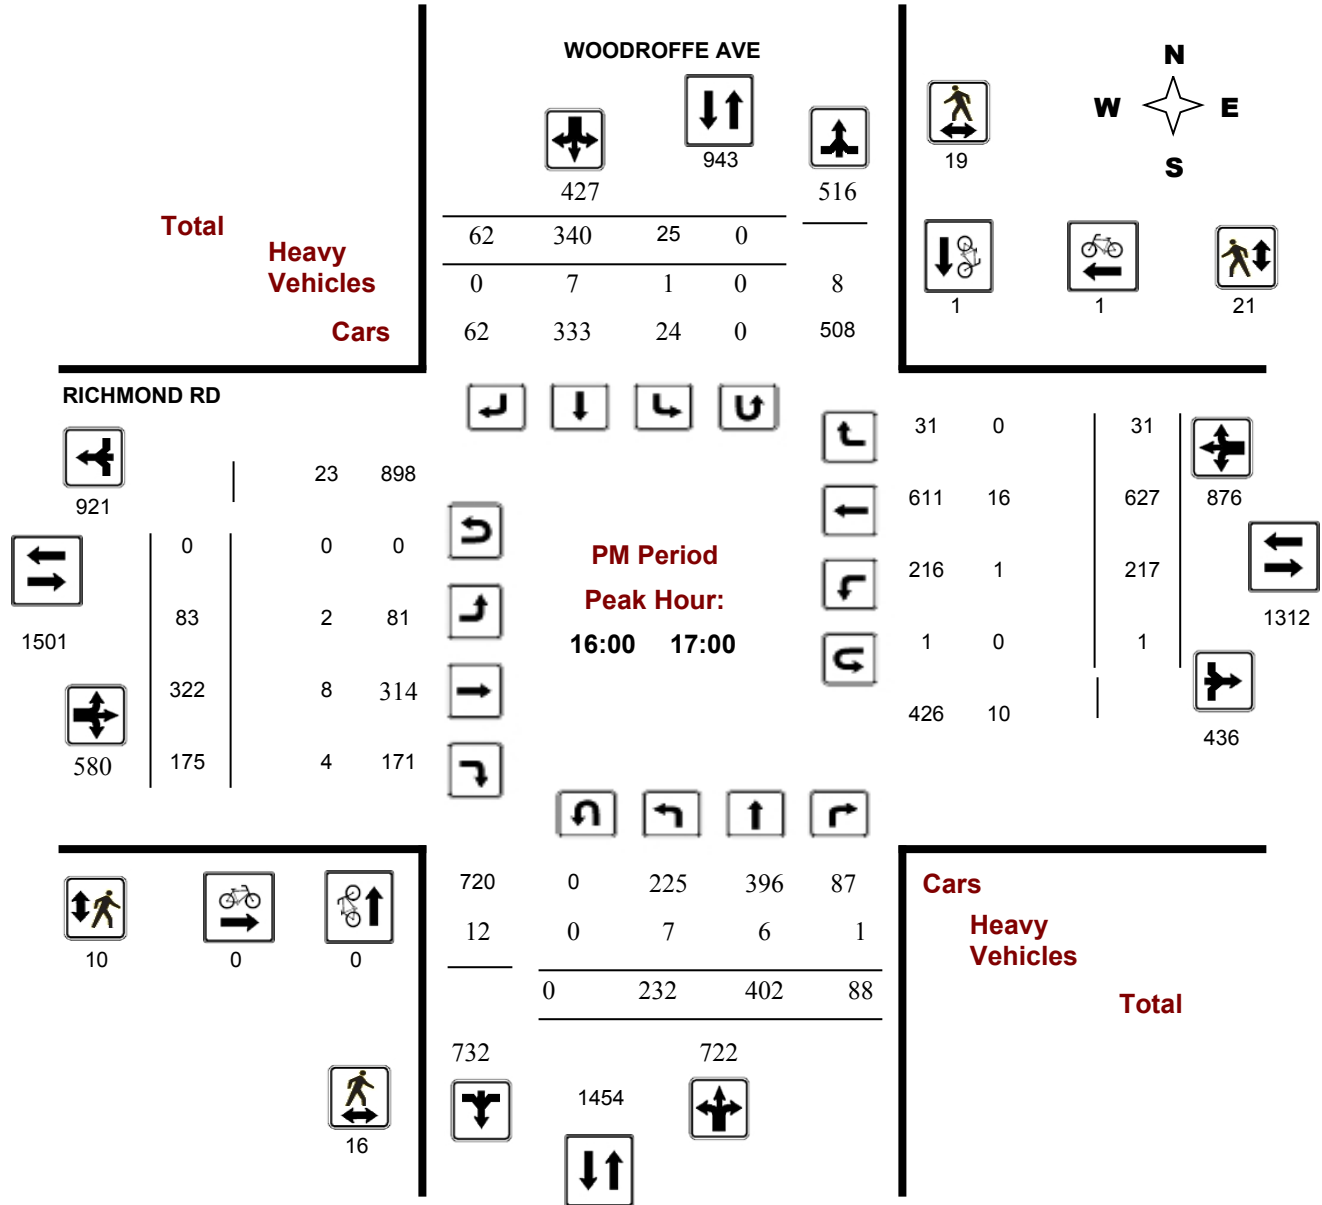 WOODROFFE AVE
N
W E
S
943
19
427 516
Total
62 340 25 0
Heavy
Vehicles
0 7 1 0 8
1 1 21
Cars
62 333 24 0 508
RICHMOND RD
31 0 31
23 898
921
611 16 627 876
0 0 0
PM Period
216 1 217
Peak Hour:
83 2 81
1312
1501
16:00 17:00
1 0 1
322 8 314
426 10
436
580 175 4 171
720 0 225 396 87
Cars
12 0 7 6 1
Heavy
Vehicles
10 0 0
0 232 402 88
Total
732 722
1454
16